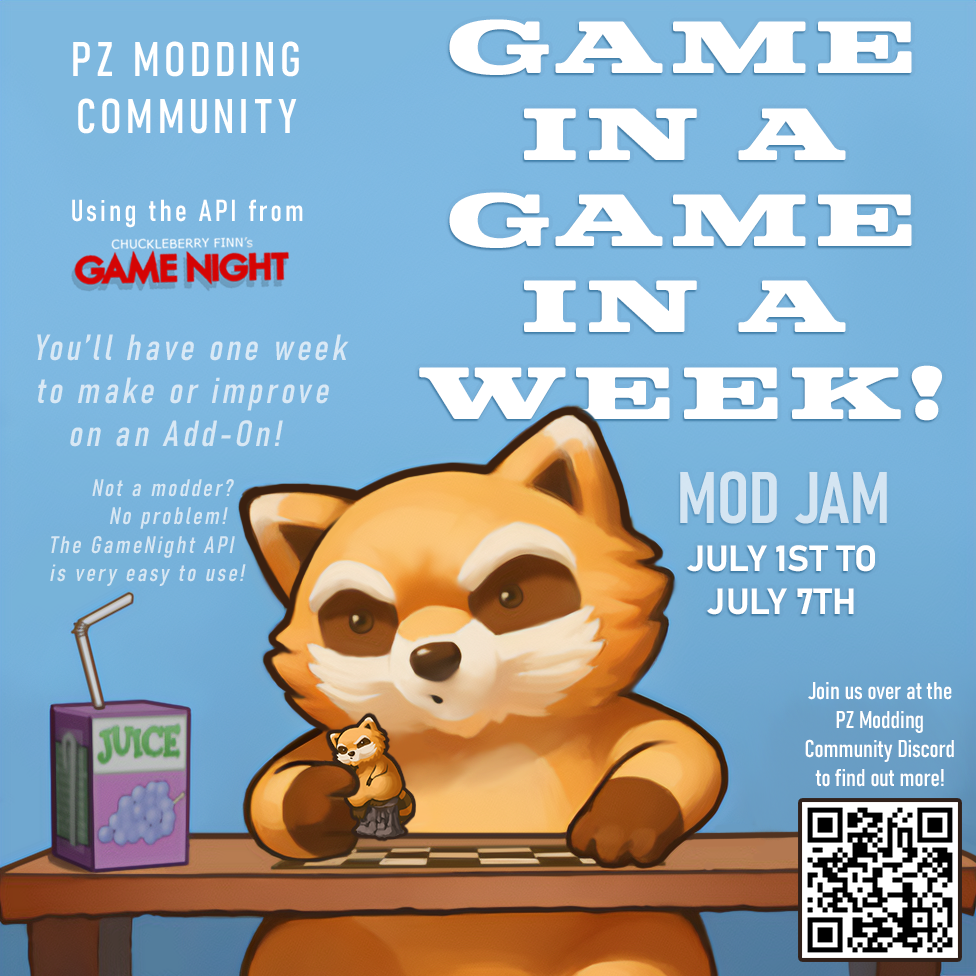 PZ MODDING
COMMUNITY
Using the API from
CHUCKLEBERRY FINN's
GAME NIGHT
You'll have one week
to make or improve
on an Add-On!
Not a modder?
No problem!
The GameNight API
is very easy to use!
GAME
IN A
GAME
IN A
WEEK!
MOD JAM
JULY 1ST TO
JULY 7TH
JUICE
Join us over at the
PZ Modding
Community Discord
to find out more!